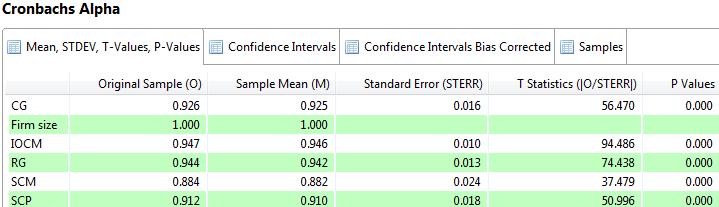 Cronbachs Alpha
Mean, STDEV, T-Values, P-Values Confidence Intervals Confidence Intervals Bias Corrected Samples
Original Sample (O) Sample Mean (M) Standard Error (STERR) T Statistics (|O/STERR|) P Values
CG 0.926 0.925 0.016 56.470 0.000
Firm size 1.000 1.000
IOCM 0.947 0.946 0.010 94.486 0.000
RG 0.944 0.942 0.013 74.438 0.000
SCM 0.884 0.882 0.024 37.479 0.000
SCP 0.912 0.910 0.018 50.996 0.000